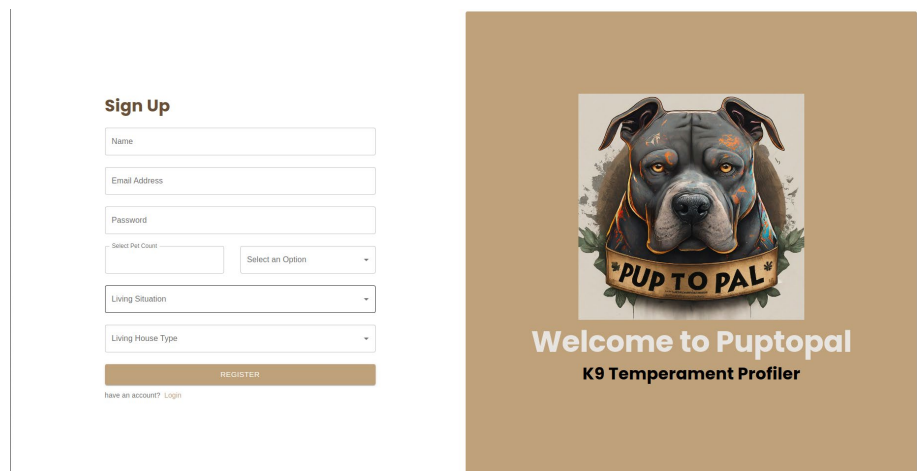 Sign Up
Name
Email Address
Password
Select Pet Count
Select an Option
Living Situation
Living House Type
REGISTER
have an account? Login
PUP TO PAL
Welcome to Puptopal
K9 Temperament Profiler